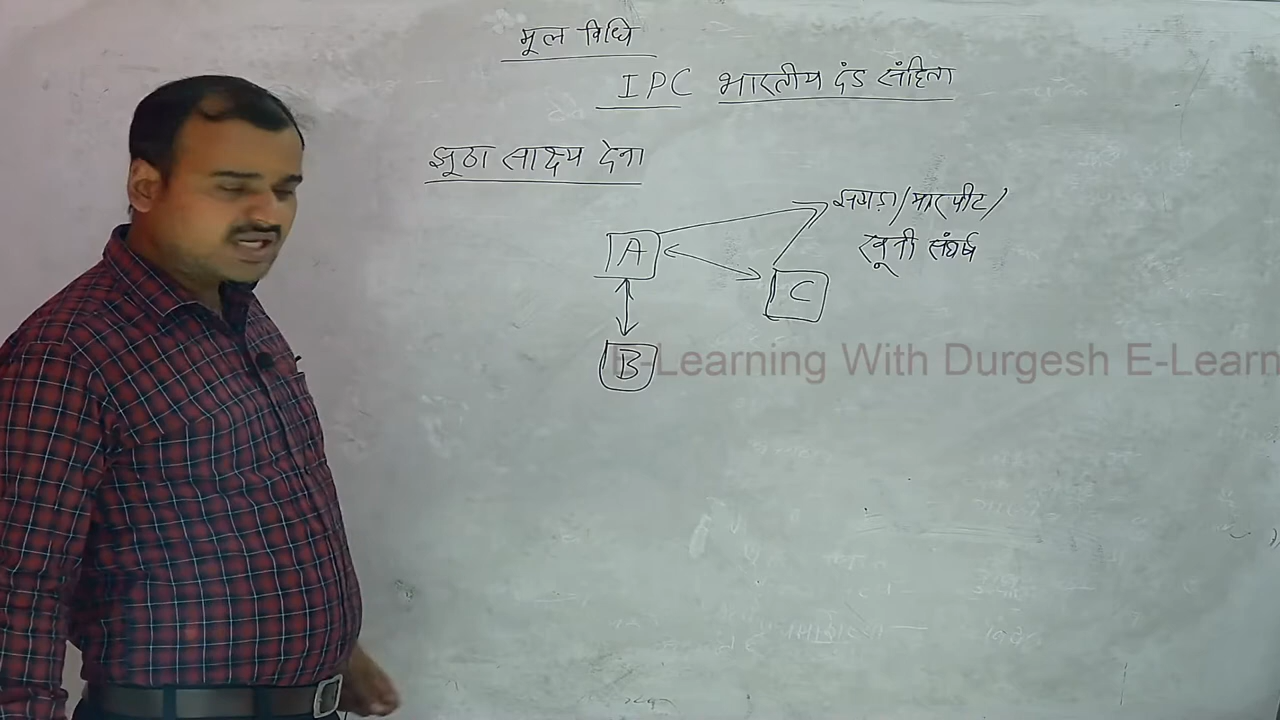 मूल विधि
IPC भारतीय दंड संहिता
झूठा साक्ष्य देना
झगड़ा/मारपीट/
खूनी संघर्ष
A
C
B
E-Learning With Durgesh E-Learn